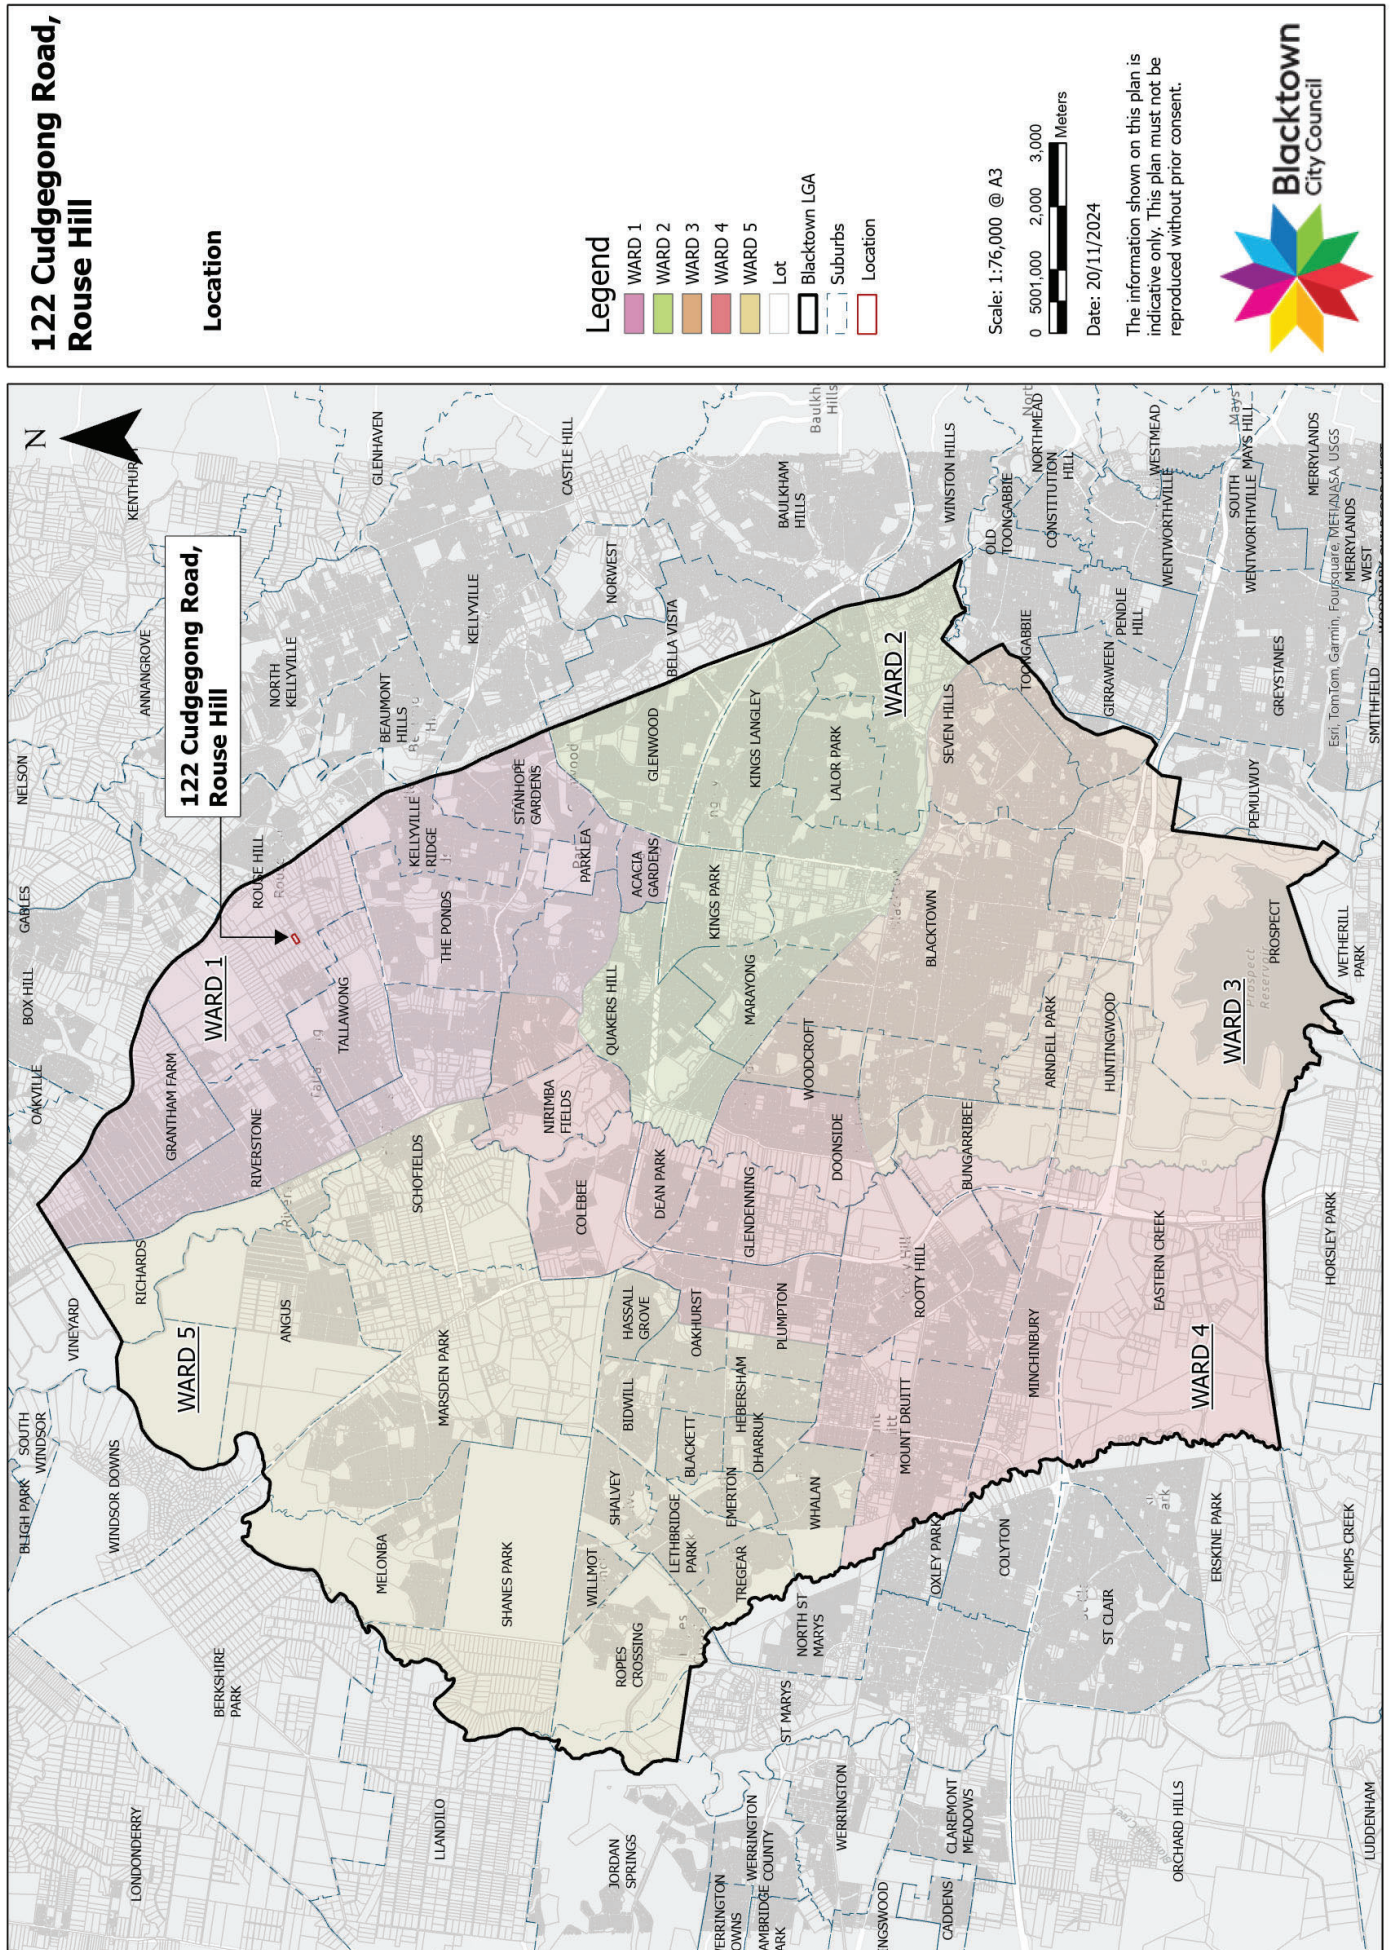 122 Cudgegong Road,
Rouse Hill
Location
Legend
WARD 1
WARD 2
WARD 3
WARD 4
WARD 5
Lot
Blacktown LGA
Suburbs
Location
Scale: 1:76,000 @ A3
0 500 1,000 2,000 3,000
Meters
Date: 20/11/2024
The information shown on this plan is
indicative only. This plan must not be
reproduced without prior consent.
Blacktown
City Council
N
122 Cudgegong Road,
Rouse Hill
BLIGH PARK
SOUTH
WINDSOR
VINEYARD
OAKVILLE
BOX HILL
GABLES
NELSON
ANNANGROVE
KENTHURST
LONDONDERRY
BERKSHIRE
PARK
WINDSOR DOWNS
WARD 5
RICHARDS
GRANTHAM FARM
WARD 1
ROUSE HILL
NORTH
KELLYVILLE
GLENHAVEN
ANGUS
RIVERSTONE
TALLAWONG
BEAUMONT
HILLS
KELLYVILLE
LLANDILO
MELONBA
MARSDEN PARK
SCHOFIELDS
THE PONDS
KELLYVILLE
RIDGE
SHANES PARK
STANHOPE
GARDENS
CASTLE HILL
NIRIMBA
FIELDS
PARKLEA
COLEBEE
NORWEST
JORDAN
SPRINGS
ROPES
CROSSING
WILLMOT
SHALVEY
BIDWILL
HASSALL
GROVE
DEAN PARK
QUAKERS HILL
ACACIA
GARDENS
GLENWOOD
BELLA VISTA
LETHBRIDGE
PARK
BLACKETT
OAKHURST
KINGS PARK
TREGEAR
EMERTON
DHARRUK
HEBERSHAM
PLUMPTON
GLENDENNING
MARAYONG
KINGS LANGLEY
BAULKHAM
HILLS
WERRINGTON
COUNTY
ST MARYS
NORTH ST
MARYS
WHALAN
WOODCROFT
DOONSIDE
LALOR PARK
WARD 2
WERRINGTON
MOUNT DRUITT
ROOTY HILL
BLACKTOWN
SEVEN HILLS
WINSTON HILLS
OXLEY PARK
CADDENS
CLAREMONT
MEADOWS
COLYTON
BUNGARRIBEE
OLD
TOONGABBIE
MINCHINBURY
ARNDELL PARK
TOONGABBIE
CONSTITUTION
HILL
NORTHMEAD
ST CLAIR
HUNTINGWOOD
GIRRAWEEN
PENDLE
HILL
WESTMEAD
EASTERN CREEK
WENTWORTHVILLE
ORCHARD HILLS
WARD 4
WARD 3
ERSKINE PARK
Prospect
Reservoir
PROSPECT
PEMULWUY
GREYSTANES
SOUTH
WENTWORTHVILLE
MAYS HILL
MERRYLANDS
HORSLEY PARK
WETHERILL
PARK
KEMPS CREEK
MERRYLANDS
WEST
LUDDENHAM
SMITHFIELD
Esri, TomTom, Garmin, Foursquare, METI/NASA, USGS